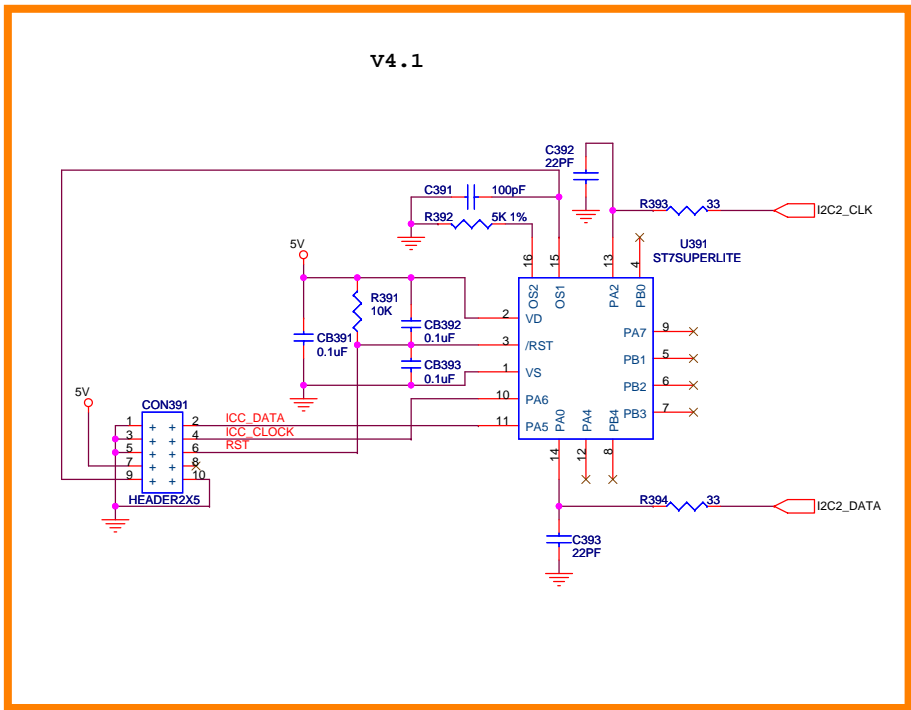 V4.1
C392
22PF
C391 100pF
R393 33
I2C2_CLK
R392 5K 1%
5V
U391
ST7SUPERLITE
16 15 13 4
OS2 OS1 PA2 PB0
R391
10K
2 VD
CB392
0.1uF
PA7 9
CB391
0.1uF
3 /RST
PB1 5
CB393
0.1uF
1 VS
PB2 6
5V
10 PA6
CON391
PB3 7
1 2 ICC_DATA
11 PA5
PA0 PA4 PB4
3 4 ICC_CLOCK
5 6 RST
14 12 8
7 8
9 10
HEADER2X5
R394 33
I2C2_DATA
C393
22PF